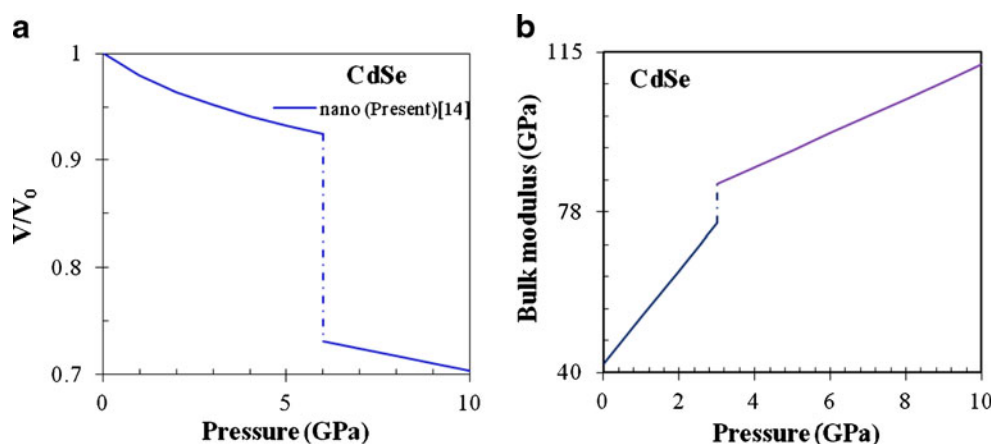 a
CdSe
nano (Present)[14]
1
0.9
0.8
0.7
V/V0
0
5
10
Pressure (GPa)
b
CdSe
115
78
40
Bulk modulus (GPa)
0
2
4
6
8
10
Pressure (GPa)